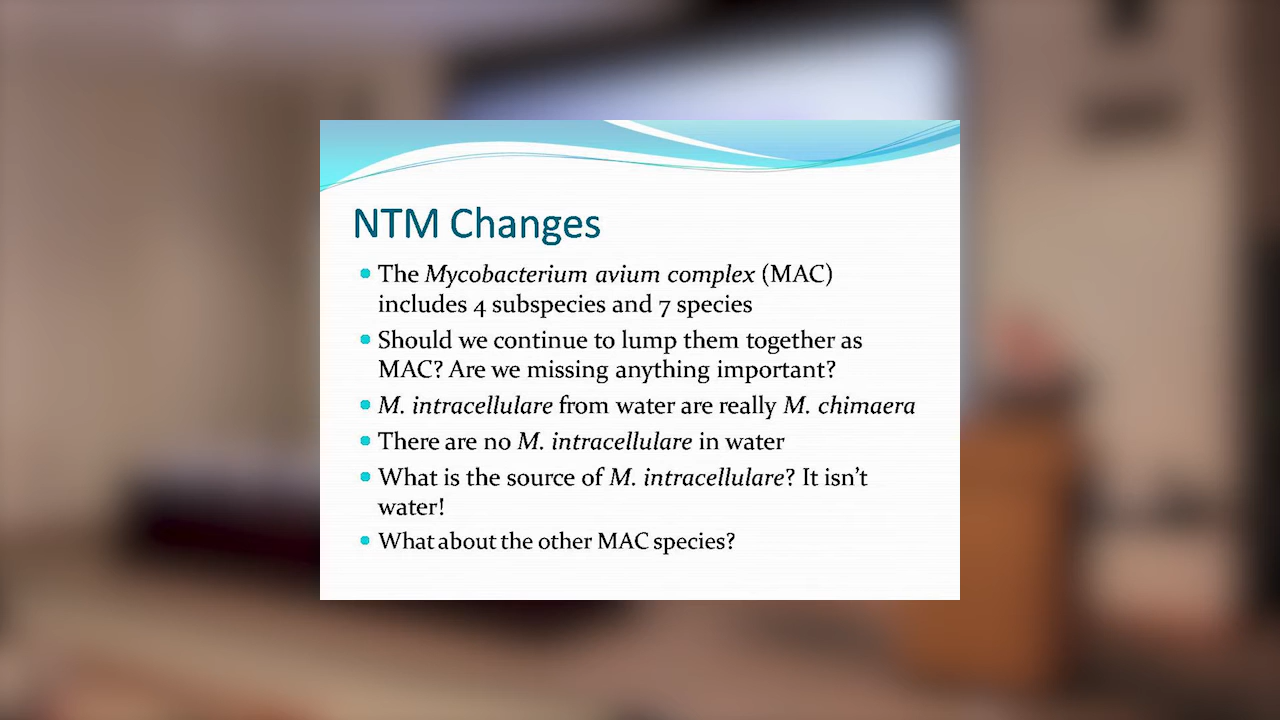 NTM Changes
The Mycobacterium avium complex (MAC)
includes 4 subspecies and 7 species
Should we continue to lump them together as
MAC? Are we missing anything important?
M. intracellulare from water are really M. chimaera
There are no M. intracellulare in water
What is the source of M. intracellulare? It isn't
water!
What about the other MAC species?